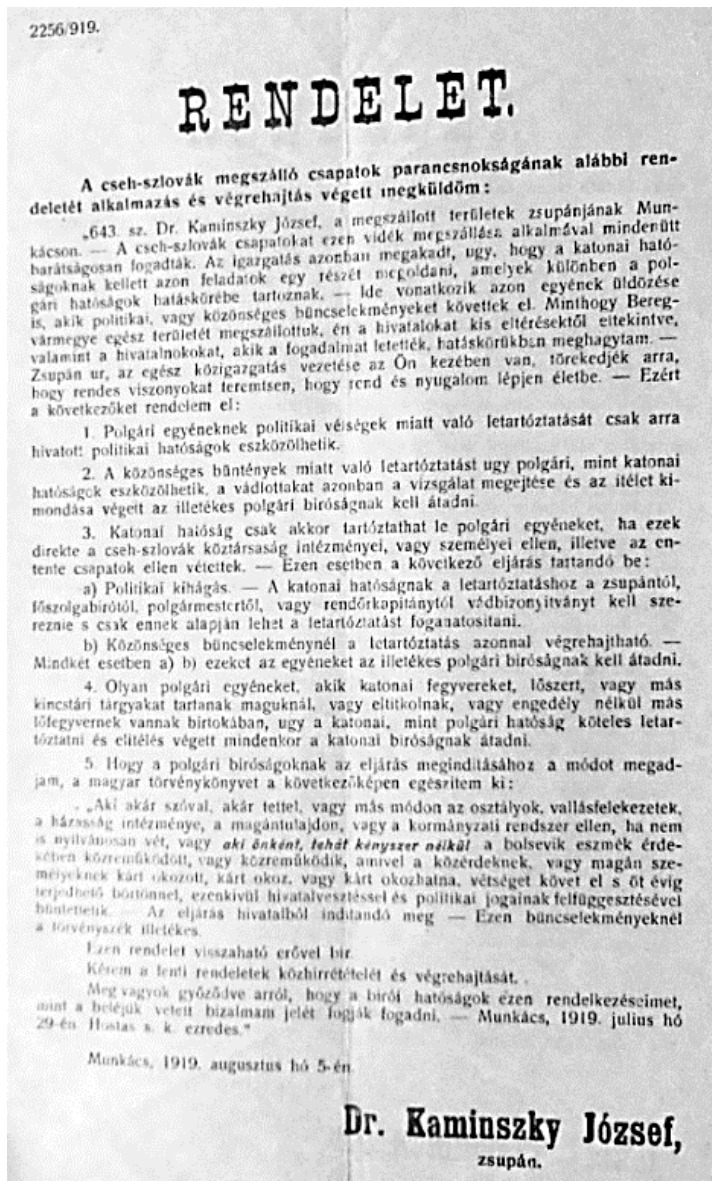 2256/919.
RENDELET.
A cseh-szlovák megszálló csapatok parancsnokságának alábbi ren-
deletét alkalmazás és végrehajtás végett megküldöm:
„643. sz. Dr. Kaminszky József, a megszállott területek zsupánjának Mun-
kácson. — A cseh-szlovák csapatokat ezen vidék megszállása alkalmával mindenütt
barátságosan fogadták. Az igazgatás azonban megakadt, ugy, hogy a katonai ható-
ságoknak kellett azon feladatok egy részét megoldani, amelyek különben a pol-
gári hatóságok hatáskörébe tartoznak. — Ide vonatkozik azon egyének üldözése
is, akik politikai, vagy közönséges büncselekményeket követtek el. Minthogy Bereg-
vármegye egész területét megszállottuk, én a hivatalokat kis eltérésektől eltekintve,
valamint a hivatalnokokat, akik a fogadalmat letették, hatáskörükben meghagytam. —
Zsupán ur, az egész közigazgatás vezetése az Ön kezében van, törekedjék arra,
hogy rendes viszonyokat teremtsen, hogy rend és nyugalom lépjen életbe. — Ezért
a következőket rendelem el:
1. Polgári egyéneknek politikai vétségek miatt való letartóztatását csak arra
hivatott politikai hatóságok eszközölhetik.
2. A közönséges büntények miatt való letartóztatást ugy polgári, mint katonai
hatóságok eszközölhetik, a vádlottakat azonban a vizsgálat megejtése és az itélet ki-
mondása végett az illetékes polgári biróságnak kell átadni.
3. Katonai hatóság csak akkor tartóztathat le polgári egyéneket, ha ezek
direkte a cseh-szlovák köztársaság intézményei, vagy személyei ellen, illetve az en-
tente csapatok ellen vétettek. — Ezen esetben a következő eljárás tartandó be:
a) Politikai kihágás. — A katonai hatóságnak a letartóztatáshoz a zsupántól,
főszolgabirótól, polgármestertől, vagy rendőrkapitánytól vádbizonyitványt kell sze-
reznie s csak ennek alapján lehet a letartóztatást foganatositani.
b) Közönséges büncselekménynél a letartóztatás azonnal végrehajtható. —
Mindkét esetben a) b) ezeket az egyéneket az illetékes polgári biróságnak kell átadni.
4. Olyan polgári egyéneket, akik katonai fegyvereket, lőszert, vagy más
kincstári tárgyakat tartanak maguknál, vagy eltitkolnak, vagy engedély nélkül más
lőfegyvernek vannak birtokában, ugy a katonai, mint polgári hatóság köteles letar-
tóztatni és elitélés végett mindenkor a katonai biróságnak átadni.
5. Hogy a polgári biróságoknak az eljárás meginditásához a módot megad-
jam, a magyar törvénykönyvet a következőképen egészitem ki:
„Aki akár szóval, akár tettel, vagy más módon az osztályok, vallásfelekezetek,
a házasság intézménye, a magántulajdon, vagy a kormányzati rendszer ellen, ha nem
is nyilvánosan vét, vagy aki önként, tehát kényszer nélkül a bolsevik eszmék érde-
kében közremüködött, vagy közremüködik, amivel a közérdeknek, vagy magán sze-
mélyeknek kárt okozott, kárt okoz, vagy kárt okozhatna, vétséget követ el s öt évig
terjedhető börtönnel, ezenkivül hivatalvesztéssel és politikai jogainak felfüggesztésével
büntettetik. — Az eljárás hivatalból inditandó meg — Ezen büncselekményeknél
a törvényszék illetékes.
Ezen rendelet visszaható erővel bir.
Kérem a fenti rendeletek közhirrétételét és végrehajtását.
Meg vagyok győződve arról, hogy a birói hatóságok ezen rendelkezéseimet,
mint a beléjük vetett bizalmam jelét fogják fogadni. — Munkács, 1919. julius hó
29-én. Hostas s. k. ezredes."
Munkács, 1919. augusztus hó 5-én.
Dr. Kaminszky József,
zsupán.